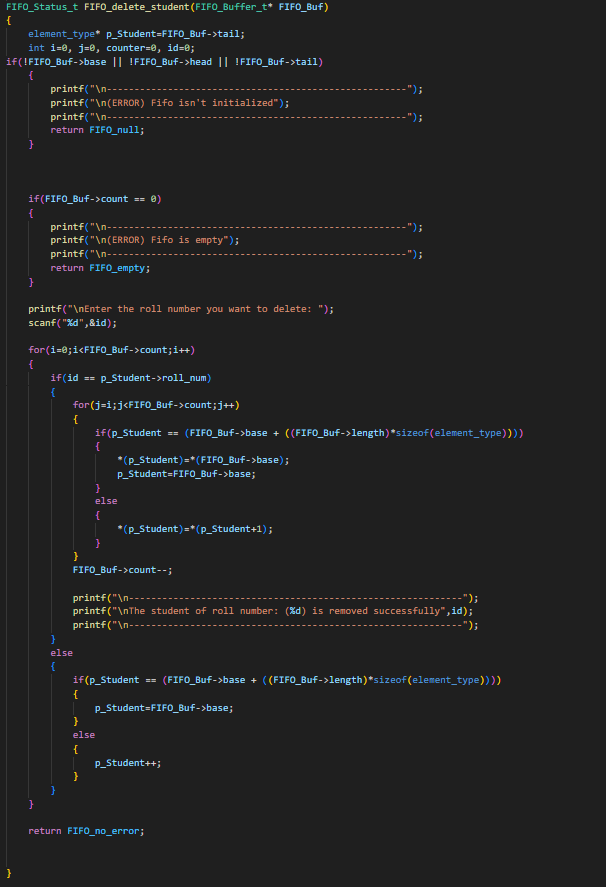 FIFO_Status_t FIFO_delete_student(FIFO_Buffer_t* FIFO_Buf)
{
    element_type* p_Student=FIFO_Buf->tail;
    int i=0, j=0, counter=0, id=0;
if(!FIFO_Buf->base || !FIFO_Buf->head || !FIFO_Buf->tail)
    {
        printf("\n------------------------------------------------------");
        printf("\n(ERROR) Fifo isn't initialized");
        printf("\n------------------------------------------------------");
        return FIFO_null;
    }
    if(FIFO_Buf->count == 0)
    {
        printf("\n------------------------------------------------------");
        printf("\n(ERROR) Fifo is empty");
        printf("\n------------------------------------------------------");
        return FIFO_empty;
    }
    printf("\nEnter the roll number you want to delete: ");
    scanf("%d",&id);
    for(i=0;i<FIFO_Buf->count;i++)
    {
        if(id == p_Student->roll_num)
        {
            for(j=i;j<FIFO_Buf->count;j++)
            {
                if(p_Student == (FIFO_Buf->base + ((FIFO_Buf->length)*sizeof(element_type))))
                {
                    *(p_Student)=*(FIFO_Buf->base);
                    p_Student=FIFO_Buf->base;
                }
                else
                {
                    *(p_Student)=*(p_Student+1);
                }
            }
            FIFO_Buf->count--;
            printf("\n------------------------------------------------------------");
            printf("\nThe student of roll number: (%d) is removed successfully",id);
            printf("\n------------------------------------------------------------");
        }
        else
        {
            if(p_Student == (FIFO_Buf->base + ((FIFO_Buf->length)*sizeof(element_type))))
            {
                p_Student=FIFO_Buf->base;
            }
            else
            {
                p_Student++;
            }
        }
    }
    return FIFO_no_error;
}